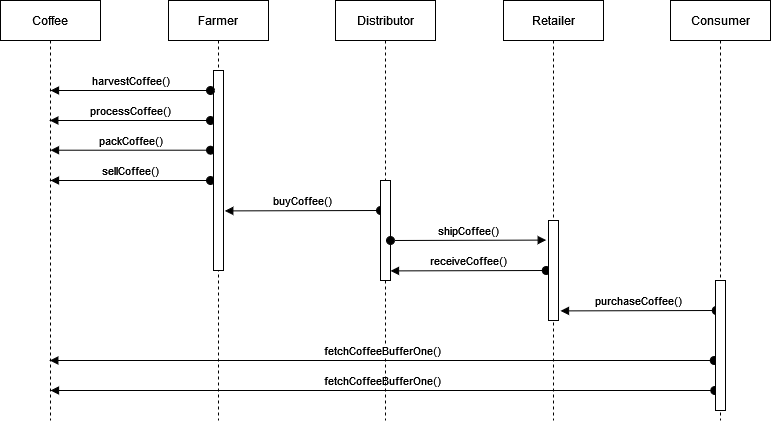 Coffee
Farmer
Distributor
Retailer
Consumer
harvestCoffee()
processCoffee()
packCoffee()
sellCoffee()
buyCoffee()
shipCoffee()
receiveCoffee()
purchaseCoffee()
fetchCoffeeBufferOne()
fetchCoffeeBufferOne()